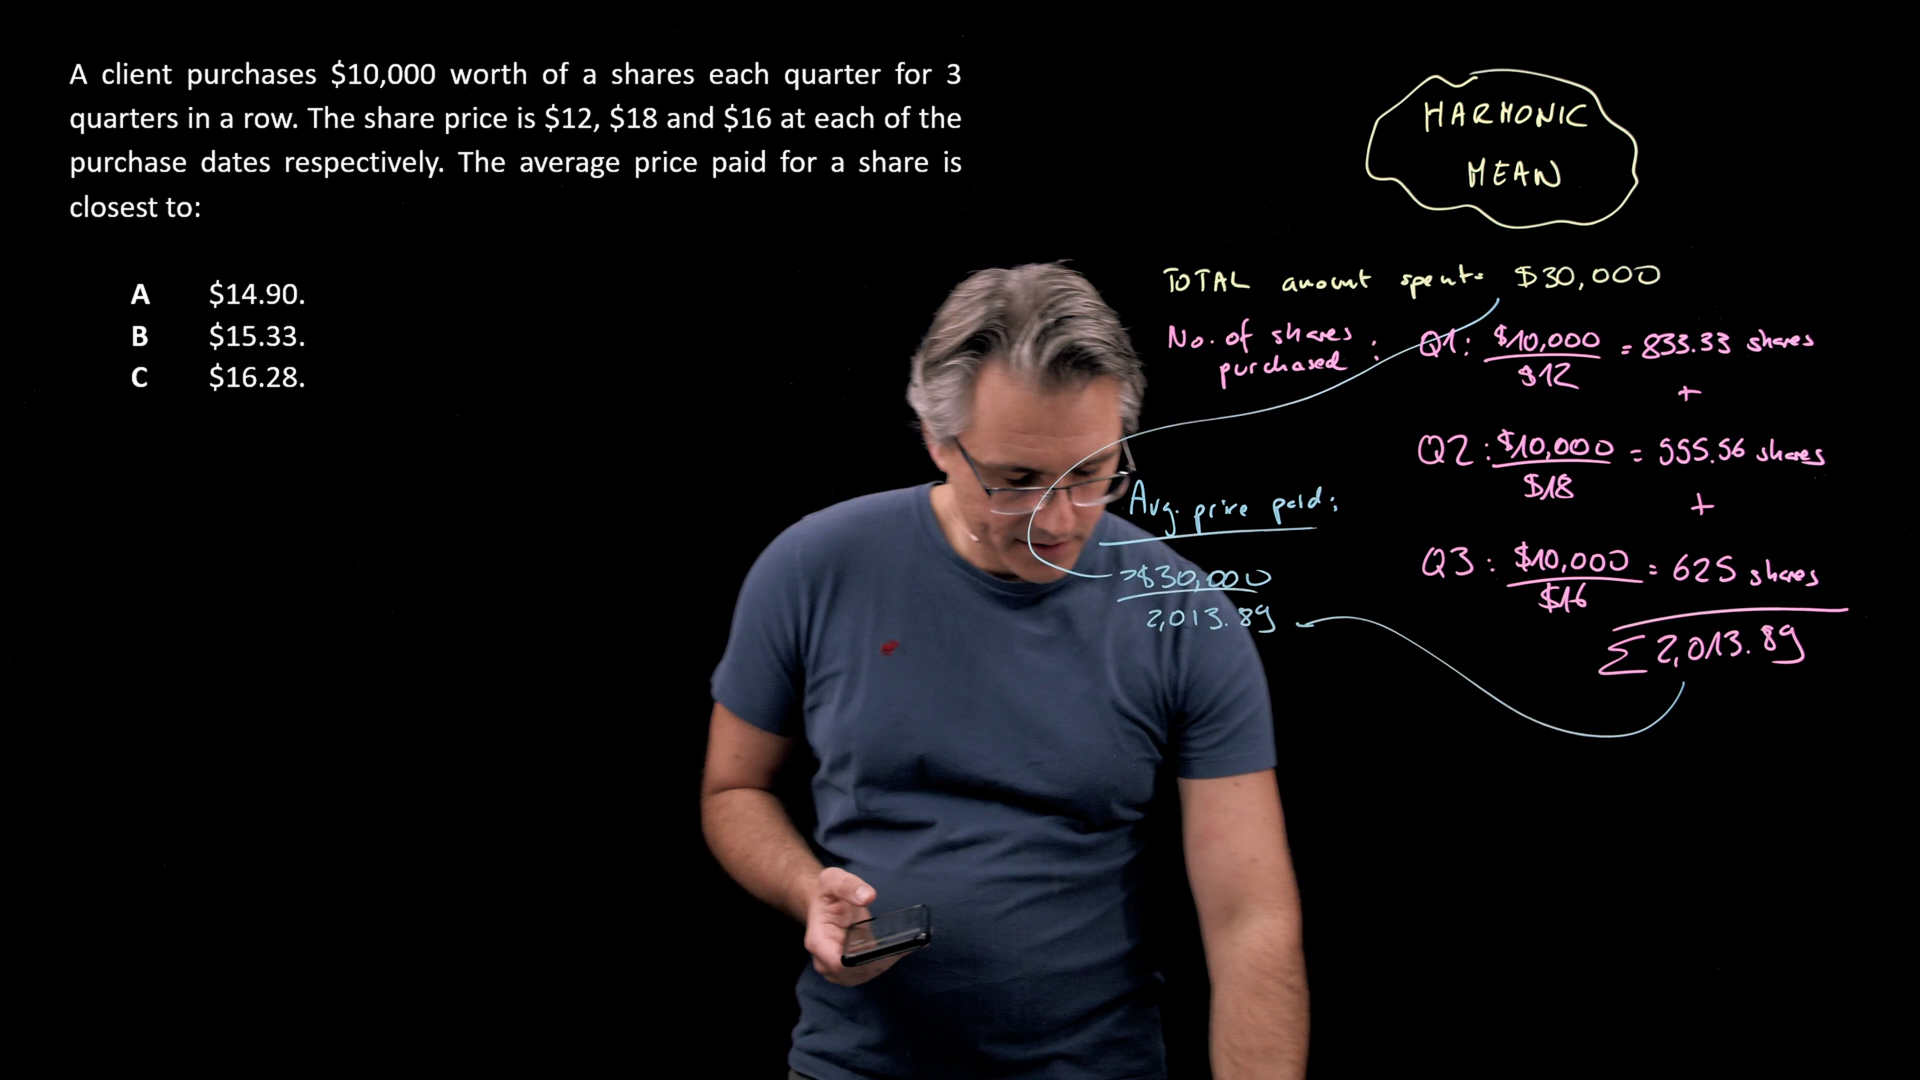 A client purchases $10,000 worth of a shares each quarter for 3
quarters in a row. The share price is $12, $18 and $16 at each of the
purchase dates respectively. The average price paid for a share is
closest to:
A $14.90.
B $15.33.
C $16.28.
HARMONIC
MEAN
TOTAL amount spent: $30,000
No. of shares
purchased :
Q1: $10,000 = 833.33 shares
$12
+
Q2: $10,000 = 555.56 shares
$18
+
Q3: $10,000 = 625 shares
$16
Σ 2,013.89
Avg. price paid:
$30,000
2,013.89